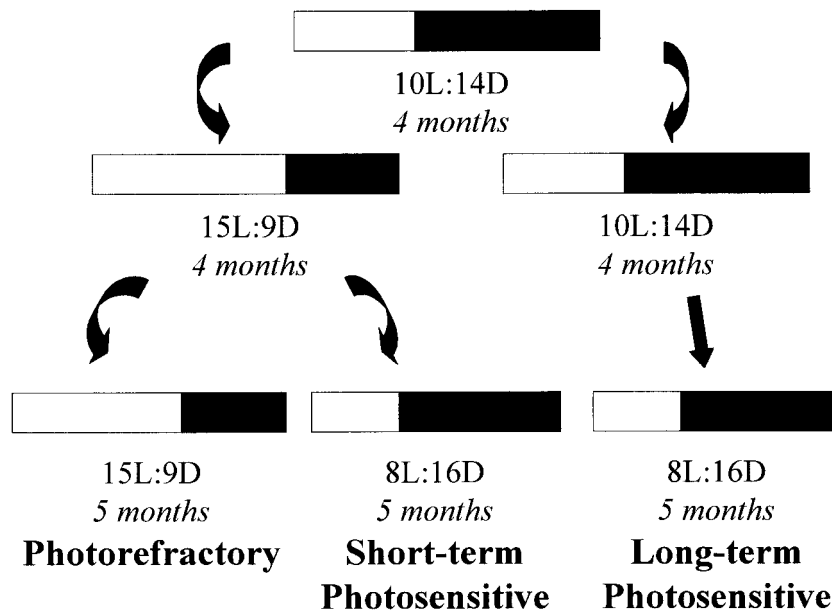 10L:14D
4 months
15L:9D
4 months
10L:14D
4 months
15L:9D
5 months
Photorefractory
8L:16D
5 months
Short-term
Photosensitive
8L:16D
5 months
Long-term
Photosensitive